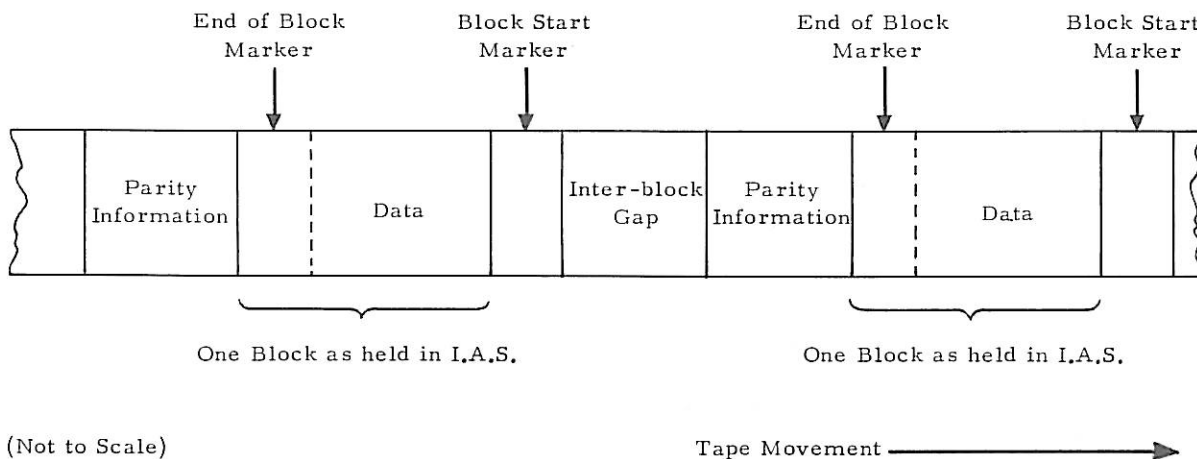 End of Block
Marker
Block Start
Marker
End of Block
Marker
Block Start
Marker
Parity
Information
Data
Inter-block
Gap
Parity
Information
Data
One Block as held in I.A.S.
One Block as held in I.A.S.
(Not to Scale)
Tape Movement